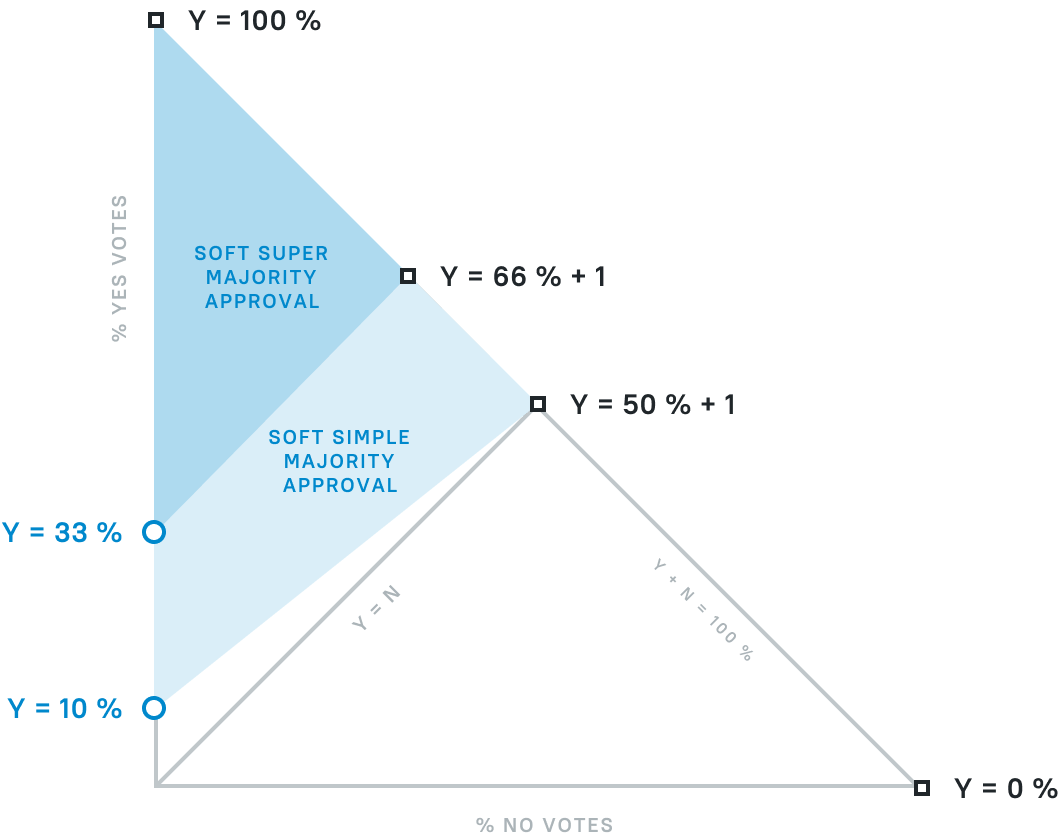 Y = 100 %
% YES VOTES
SOFT SUPER
MAJORITY
APPROVAL
Y = 66 % + 1
Y = 50 % + 1
SOFT SIMPLE
MAJORITY
APPROVAL
Y = 33 %
Y = N
Y + N = 100 %
Y = 10 %
Y = 0 %
% NO VOTES